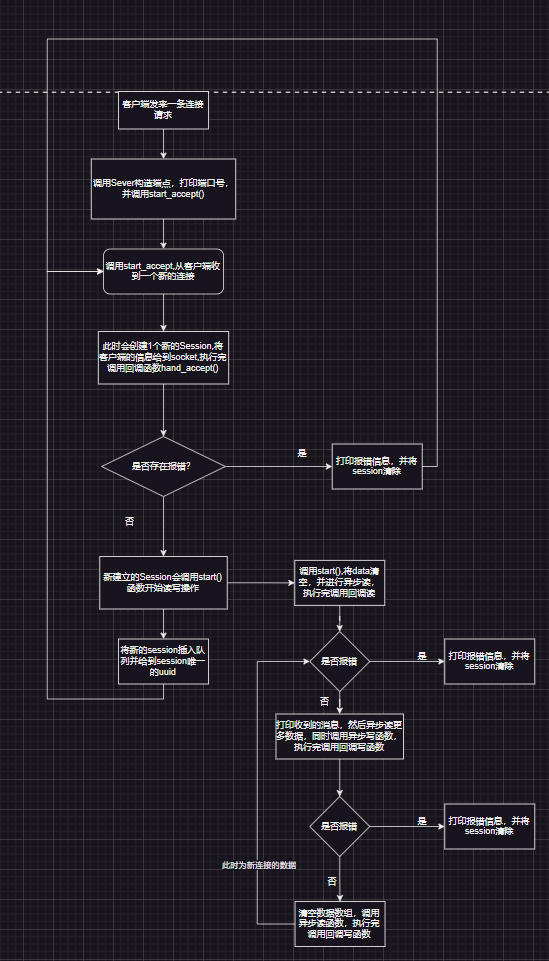 客户端发来一条连接
请求
调用Sever构造端点，打印端口号，
并调用start_accept()
调用start_accept,从客户端收
到一个新的连接
此时会创建1个新的Session,将
客户端的信息给到socket,执行完
调用回调函数hand_accept()
是否存在报错?
是
打印报错信息，并将
session清除
否
新建立的Session会调用start()
函数开始读写操作
调用start(),将data清
空，并进行异步读，
执行完调用回调读
将新的session插入队
列并给到session唯一
的uuid
是否报错
是
打印报错信息，并将
session清除
否
打印收到的消息，然后异步读更
多数据，同时调用异步写函数，
执行完调用回调写函数
是否报错
是
打印报错信息，并将
session清除
此时为新连接的数据
否
清空数据数组，调用
异步读函数，执行完
调用回调写函数